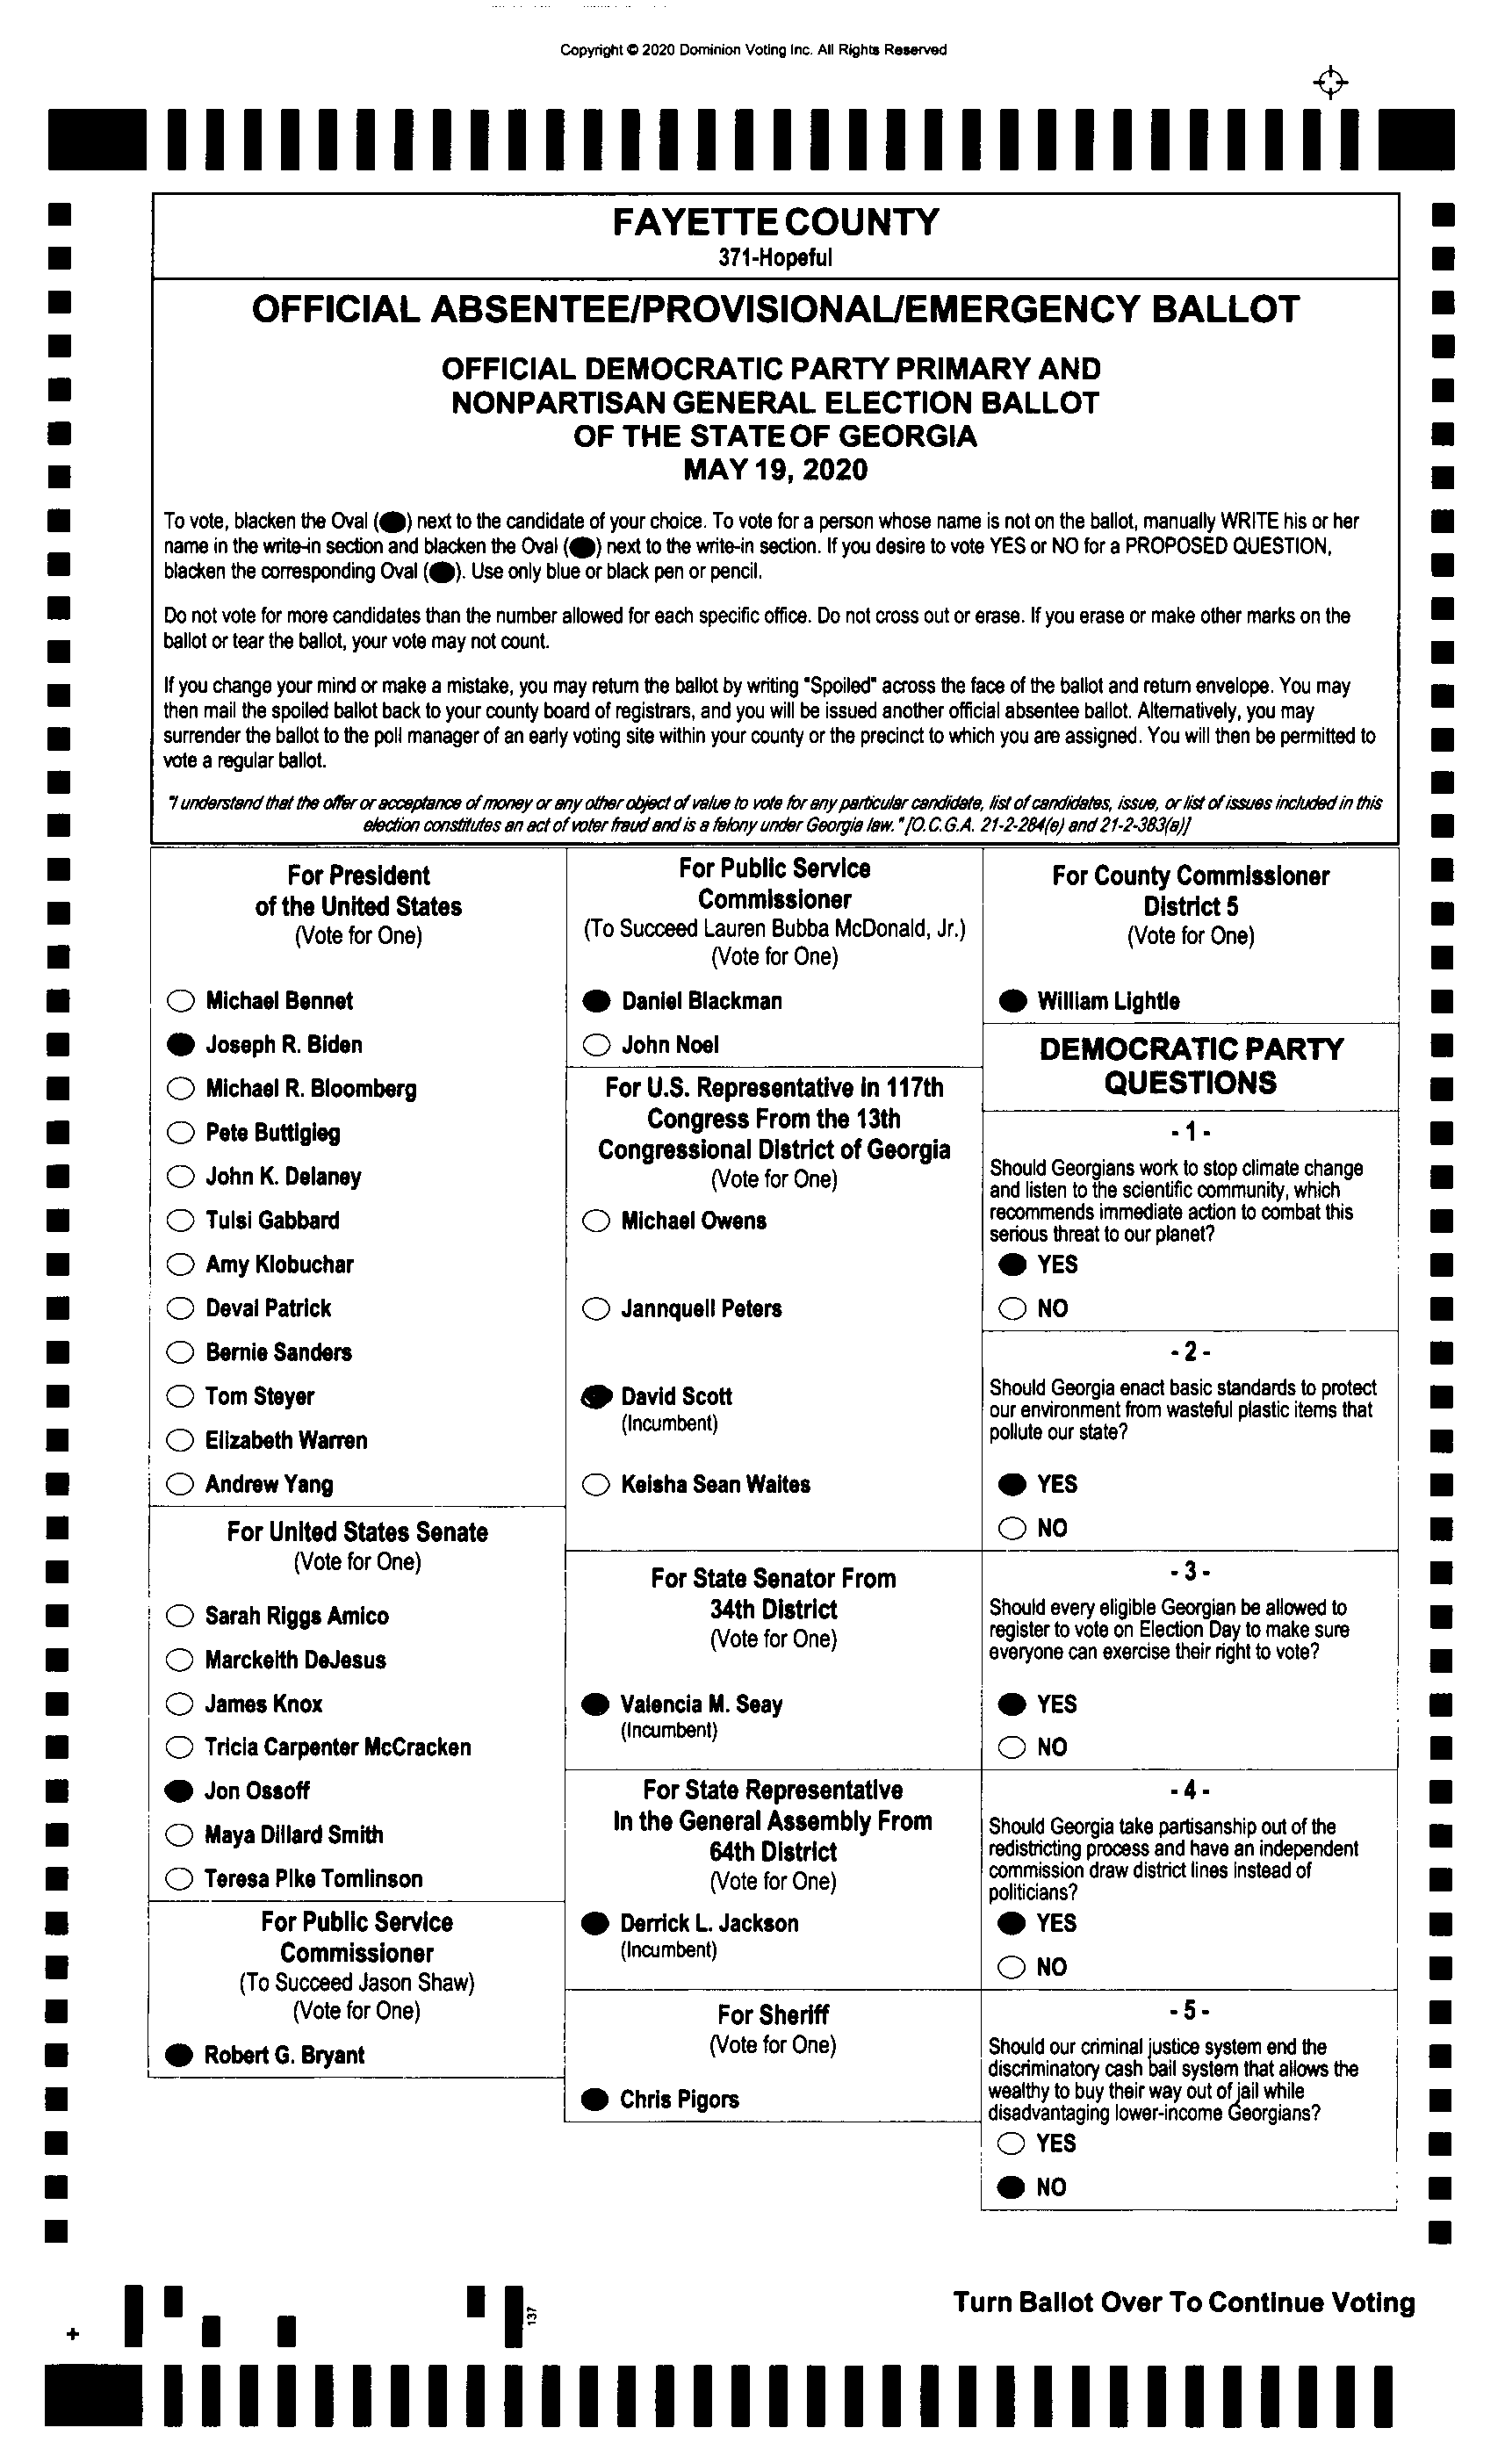 Copyright © 2020 Dominion Voting Inc. All Rights Reserved
FAYETTE COUNTY
371-Hopeful
OFFICIAL ABSENTEE/PROVISIONAL/EMERGENCY BALLOT
OFFICIAL DEMOCRATIC PARTY PRIMARY AND
NONPARTISAN GENERAL ELECTION BALLOT
OF THE STATE OF GEORGIA
MAY 19, 2020
To vote, blacken the Oval ( ) next to the candidate of your choice. To vote for a person whose name is not on the ballot, manually WRITE his or her
name in the write-in section and blacken the Oval ( ) next to the write-in section. If you desire to vote YES or NO for a PROPOSED QUESTION,
blacken the corresponding Oval ( ). Use only blue or black pen or pencil.
Do not vote for more candidates than the number allowed for each specific office. Do not cross out or erase. If you erase or make other marks on the
ballot or tear the ballot, your vote may not count.
If you change your mind or make a mistake, you may return the ballot by writing "Spoiled" across the face of the ballot and return envelope. You may
then mail the spoiled ballot back to your county board of registrars, and you will be issued another official absentee ballot. Alternatively, you may
surrender the ballot to the poll manager of an early voting site within your county or the precinct to which you are assigned. You will then be permitted to
vote a regular ballot.
"I understand that the offer or acceptance of money or any other object of value to vote for any particular candidate, list of candidates, issue, or list of issues included in this
election constitutes an act of voter fraud and is a felony under Georgia law." [O.C.G.A. 21-2-284(e) and 21-2-383(a)]
For President
of the United States
(Vote for One)
Michael Bennet
Joseph R. Biden
Michael R. Bloomberg
Pete Buttigieg
John K. Delaney
Tulsi Gabbard
Amy Klobuchar
Deval Patrick
Bernie Sanders
Tom Steyer
Elizabeth Warren
Andrew Yang
For United States Senate
(Vote for One)
Sarah Riggs Amico
Marckeith DeJesus
James Knox
Tricia Carpenter McCracken
Jon Ossoff
Maya Dillard Smith
Teresa Pike Tomlinson
For Public Service
Commissioner
(To Succeed Jason Shaw)
(Vote for One)
Robert G. Bryant
For Public Service
Commissioner
(To Succeed Lauren Bubba McDonald, Jr.)
(Vote for One)
Daniel Blackman
John Noel
For U.S. Representative in 117th
Congress From the 13th
Congressional District of Georgia
(Vote for One)
Michael Owens
Jannquell Peters
David Scott
(Incumbent)
Keisha Sean Waites
For State Senator From
34th District
(Vote for One)
Valencia M. Seay
(Incumbent)
For State Representative
In the General Assembly From
64th District
(Vote for One)
Derrick L. Jackson
(Incumbent)
For Sheriff
(Vote for One)
Chris Pigors
For County Commissioner
District 5
(Vote for One)
William Lightle
DEMOCRATIC PARTY
QUESTIONS
- 1 -
Should Georgians work to stop climate change
and listen to the scientific community, which
recommends immediate action to combat this
serious threat to our planet?
YES
NO
- 2 -
Should Georgia enact basic standards to protect
our environment from wasteful plastic items that
pollute our state?
YES
NO
- 3 -
Should every eligible Georgian be allowed to
register to vote on Election Day to make sure
everyone can exercise their right to vote?
YES
NO
- 4 -
Should Georgia take partisanship out of the
redistricting process and have an independent
commission draw district lines instead of
politicians?
YES
NO
- 5 -
Should our criminal justice system end the
discriminatory cash bail system that allows the
wealthy to buy their way out of jail while
disadvantaging lower-income Georgians?
YES
NO
Turn Ballot Over To Continue Voting
137